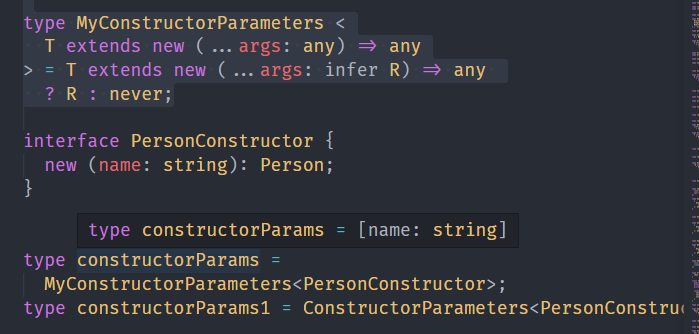 type MyConstructorParameters <
T extends new (...args: any) => any
> = T extends new (...args: infer R) => any
? R : never;
interface PersonConstructor {
new (name: string): Person;
}
type constructorParams = [name: string]
type constructorParams =
MyConstructorParameters<PersonConstructor>;
type constructorParams1 = ConstructorParameters<PersonConstruc